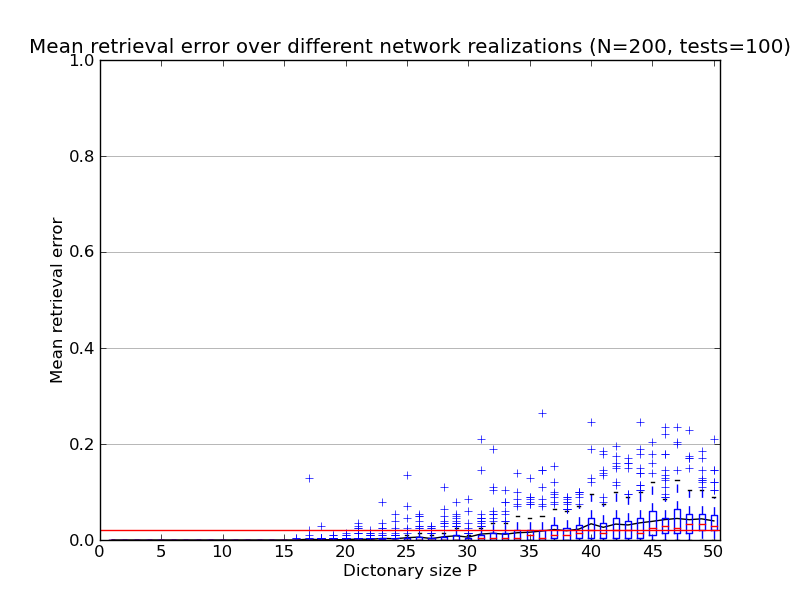 Mean retrieval error over different network realizations (N=200, tests=100)
1.0
0.8
0.6
0.4
0.2
0.0
Mean retrieval error
0 5 10 15 20 25 30 35 40 45 50
Dictonary size P